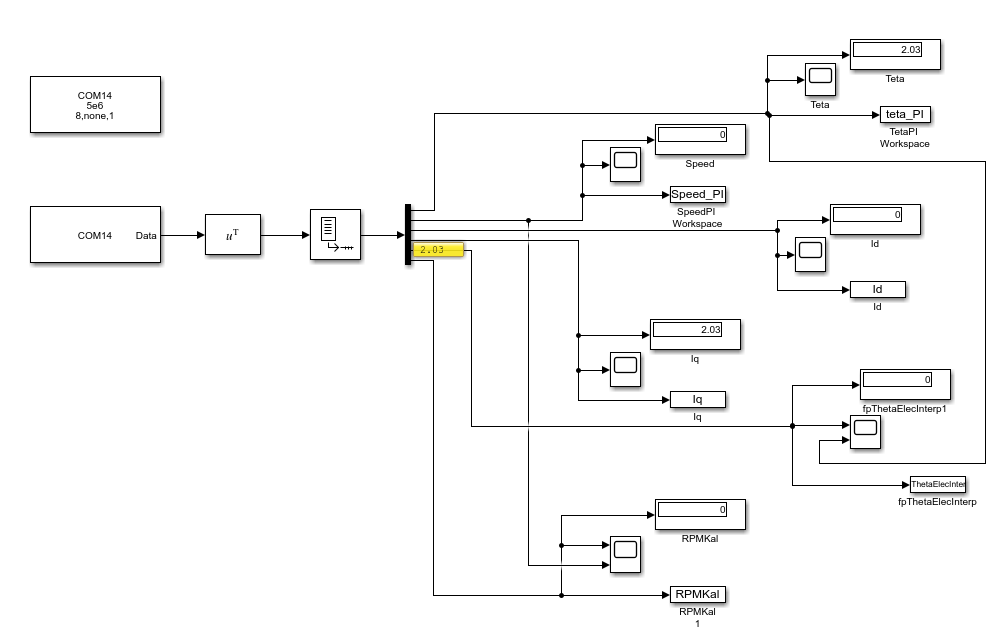 COM14
5e6
8,none,1
COM14
Data
uT
2.03
2.03
Teta
Teta
teta_PI
TetaPI
Workspace
0
Speed
Speed_PI
SpeedPI
Workspace
0
Id
Id
Id
2.03
Iq
Iq
Iq
0
fpThetaElecInterp1
ThetaElecInter
fpThetaElecInterp
0
RPMKal
RPMKal
RPMKal
1